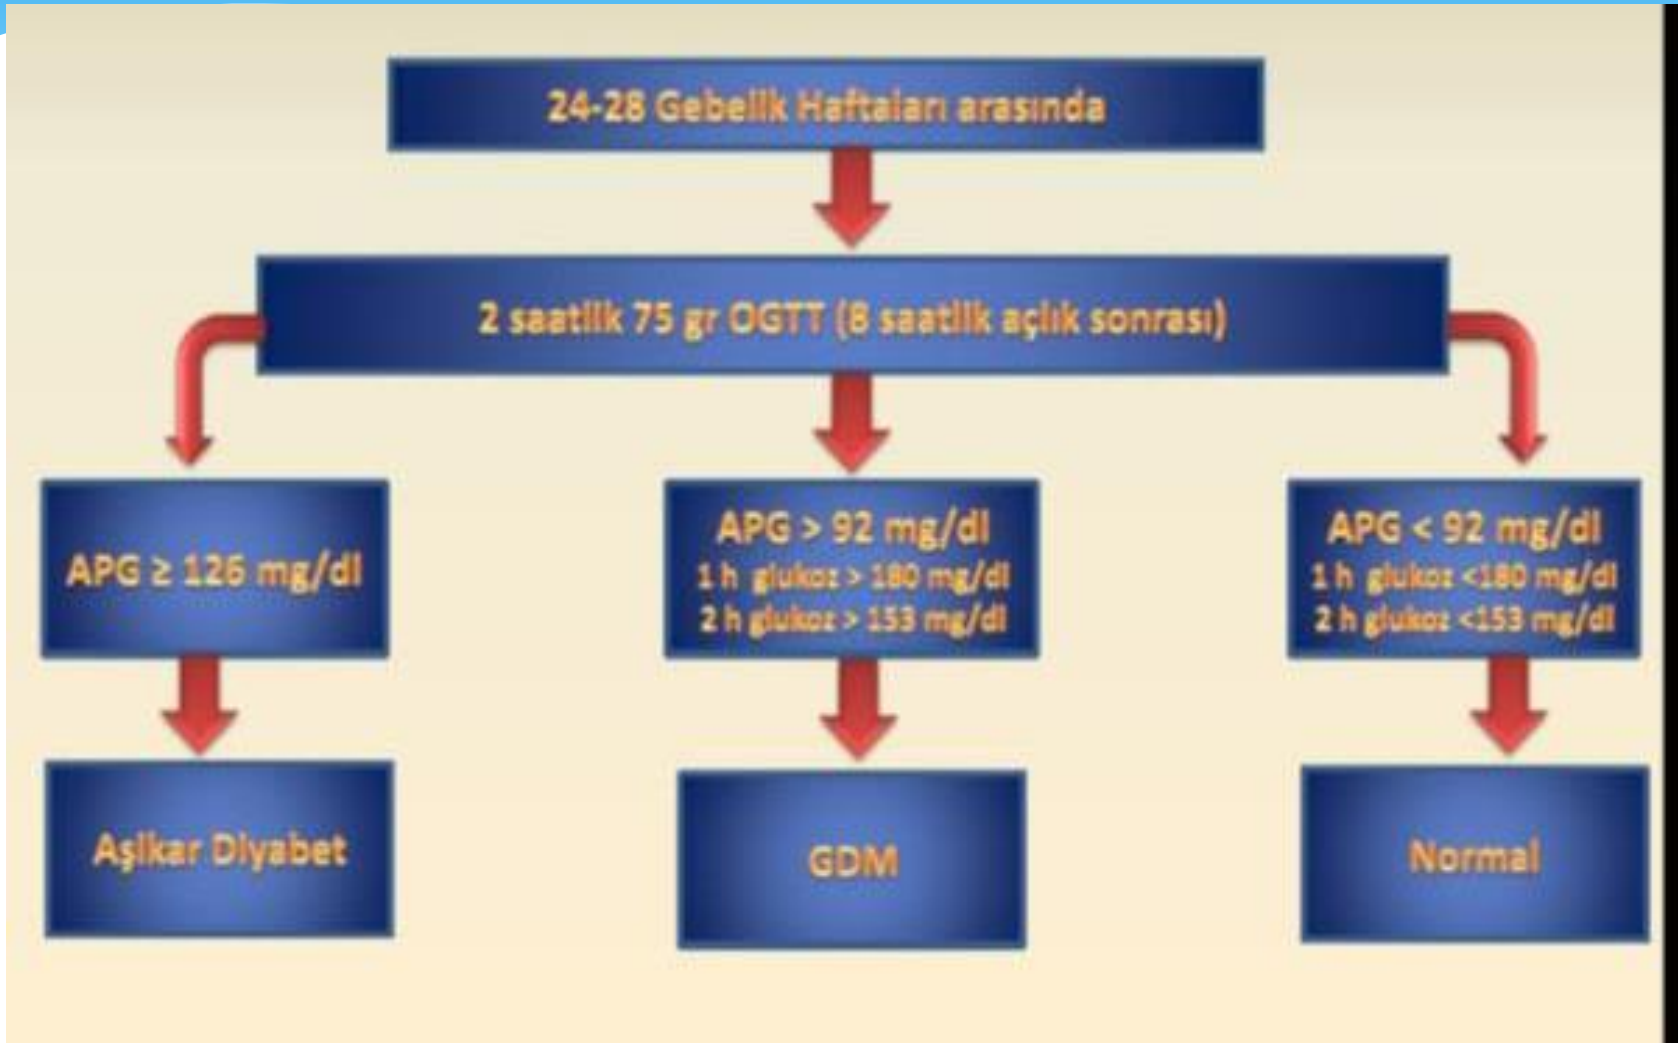 24-28 Gebelik Haftaları arasında
2 saatlik 75 gr OGTT (8 saatlik açlık sonrası)
APG ≥ 126 mg/dl
APG > 92 mg/dl
1 h glukoz > 180 mg/dl
2 h glukoz > 153 mg/dl
APG < 92 mg/dl
1 h glukoz <180 mg/dl
2 h glukoz <153 mg/dl
Aşikar Diyabet
GDM
Normal